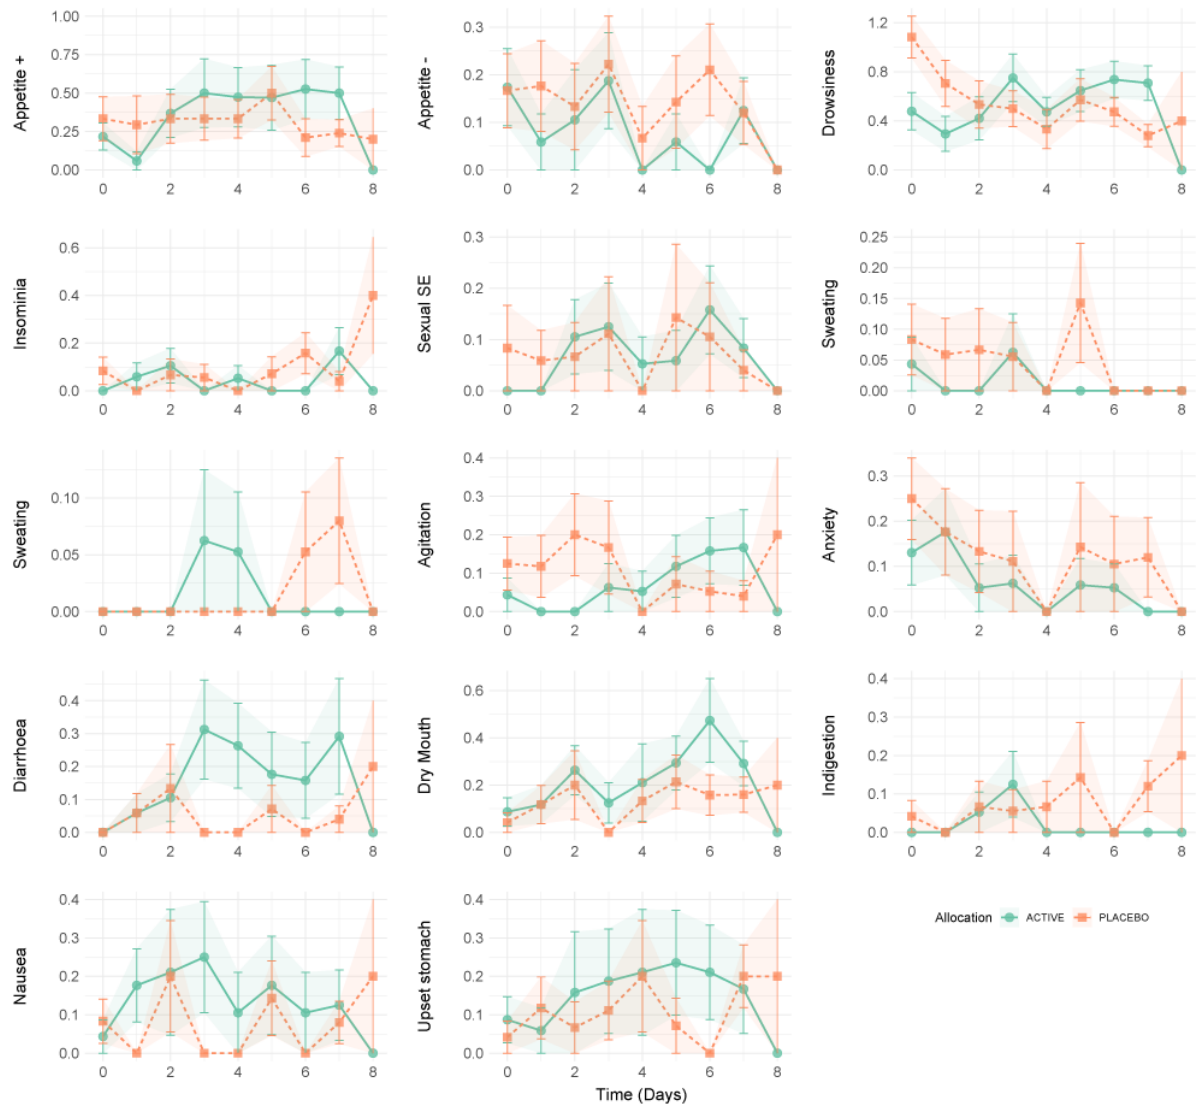 Appetite +
1.00
0.75
0.50
0.25
0.00
0 2 4 6 8
Appetite -
0.3
0.2
0.1
0.0
0 2 4 6 8
Drowsiness
1.2
0.8
0.4
0.0
0 2 4 6 8
Insominia
0.6
0.4
0.2
0.0
0 2 4 6 8
Sexual SE
0.3
0.2
0.1
0.0
0 2 4 6 8
Sweating
0.25
0.20
0.15
0.10
0.05
0.00
0 2 4 6 8
Sweating
0.10
0.05
0.00
0 2 4 6 8
Agitation
0.4
0.3
0.2
0.1
0.0
0 2 4 6 8
Anxiety
0.3
0.2
0.1
0.0
0 2 4 6 8
Diarrhoea
0.4
0.3
0.2
0.1
0.0
0 2 4 6 8
Dry Mouth
0.6
0.4
0.2
0.0
0 2 4 6 8
Indigestion
0.4
0.3
0.2
0.1
0.0
0 2 4 6 8
Nausea
0.4
0.3
0.2
0.1
0.0
0 2 4 6 8
Upset stomach
0.4
0.3
0.2
0.1
0.0
0 2 4 6 8
Allocation ACTIVE PLACEBO
Time (Days)